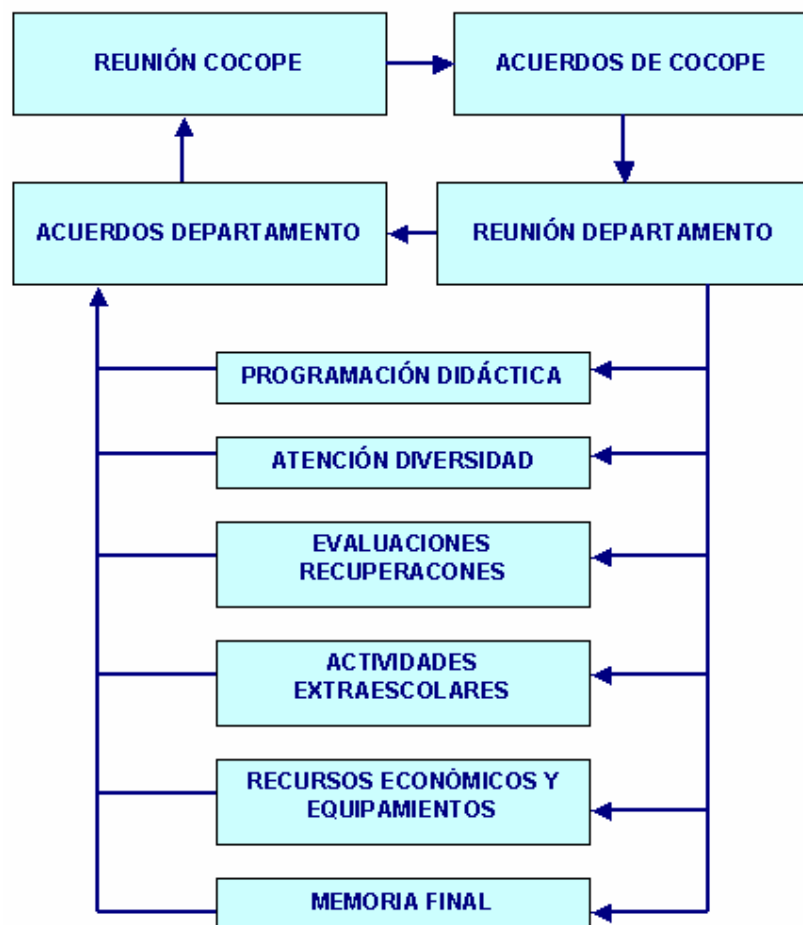 REUNIÓN COCOPE
ACUERDOS DE COCOPE
ACUERDOS DEPARTAMENTO
REUNIÓN DEPARTAMENTO
PROGRAMACIÓN DIDÁCTICA
ATENCIÓN DIVERSIDAD
EVALUACIONES
RECUPERACONES
ACTIVIDADES
EXTRAESCOLARES
RECURSOS ECONÓMICOS Y
EQUIPAMIENTOS
MEMORIA FINAL